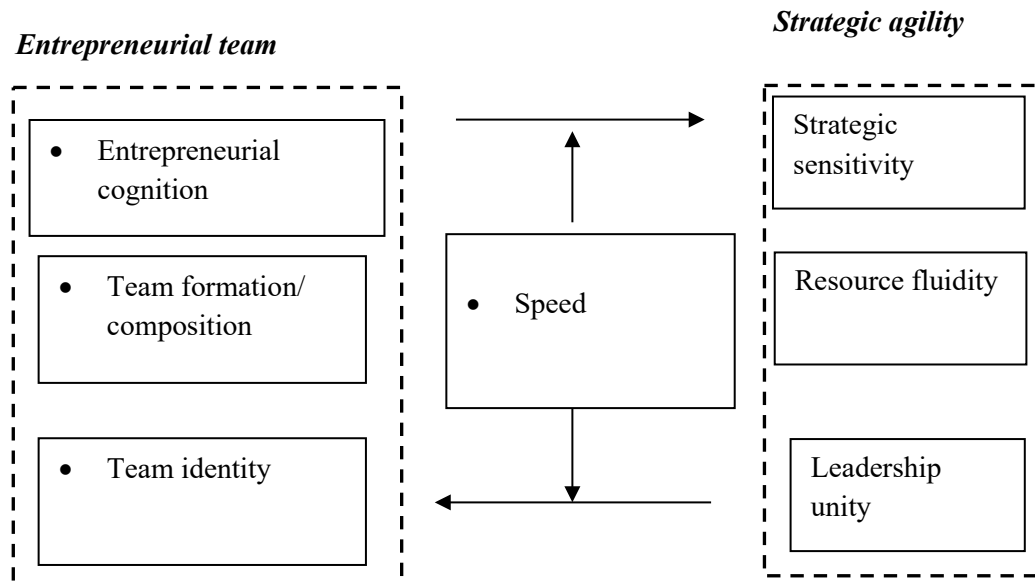 Strategic agility
Entrepreneurial team
• Entrepreneurial
cognition
• Team formation/
composition
• Team identity
• Speed
Strategic
sensitivity
Resource fluidity
Leadership
unity